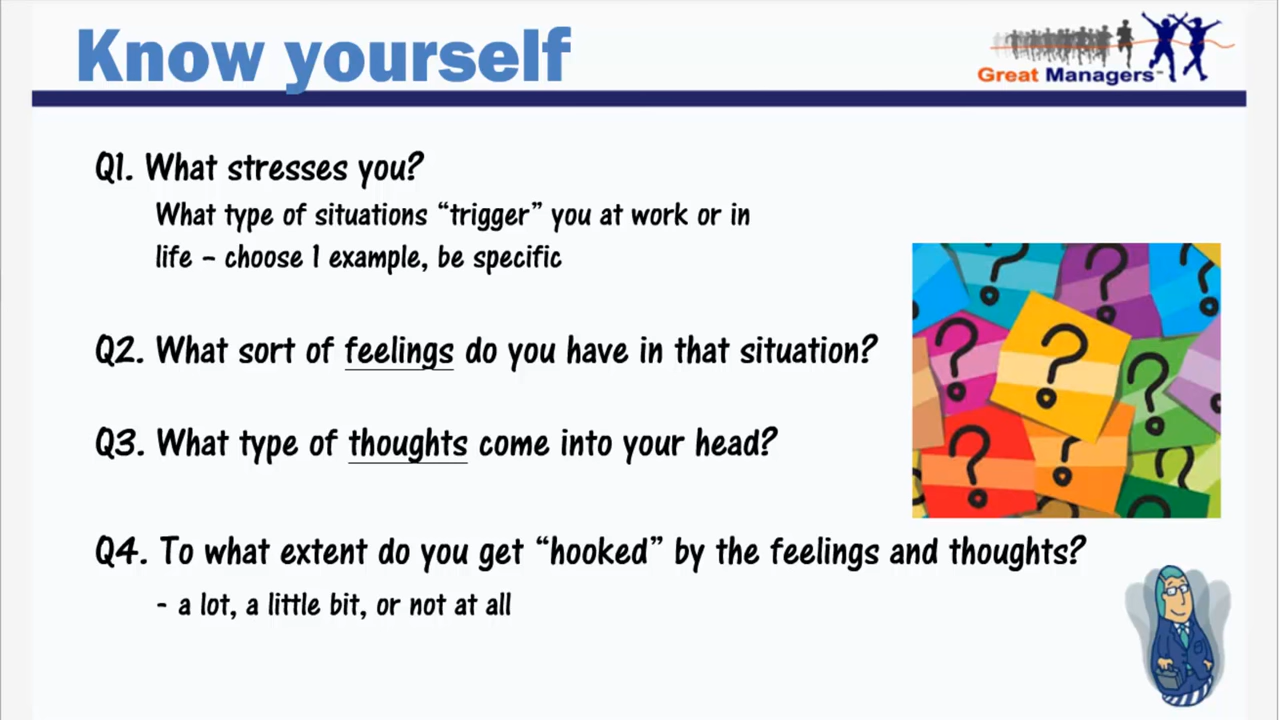 Know yourself
Great Managers™
Q1. What stresses you?
What type of situations “trigger” you at work or in
life – choose 1 example, be specific
Q2. What sort of feelings do you have in that situation?
Q3. What type of thoughts come into your head?
Q4. To what extent do you get “hooked” by the feelings and thoughts?
- a lot, a little bit, or not at all